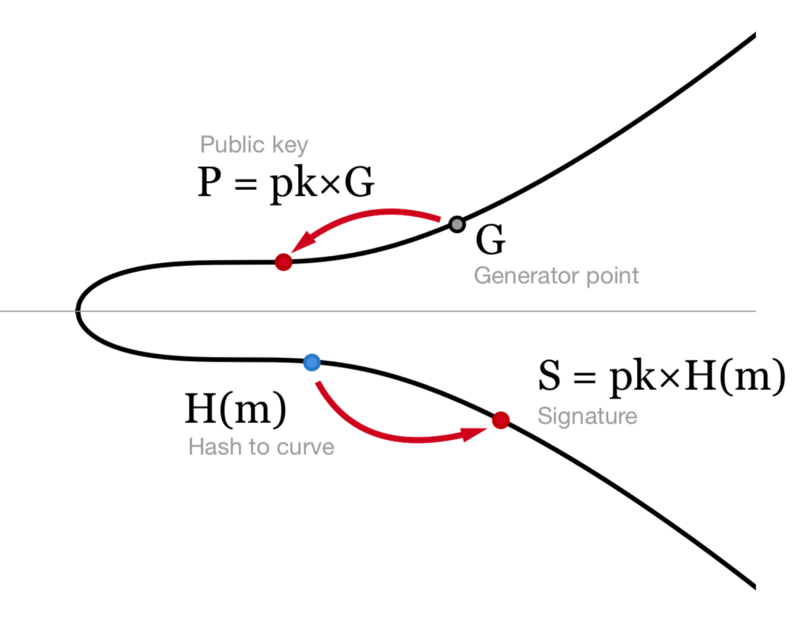 Public key
P = pk×G
G
Generator point
S = pk×H(m)
Signature
H(m)
Hash to curve